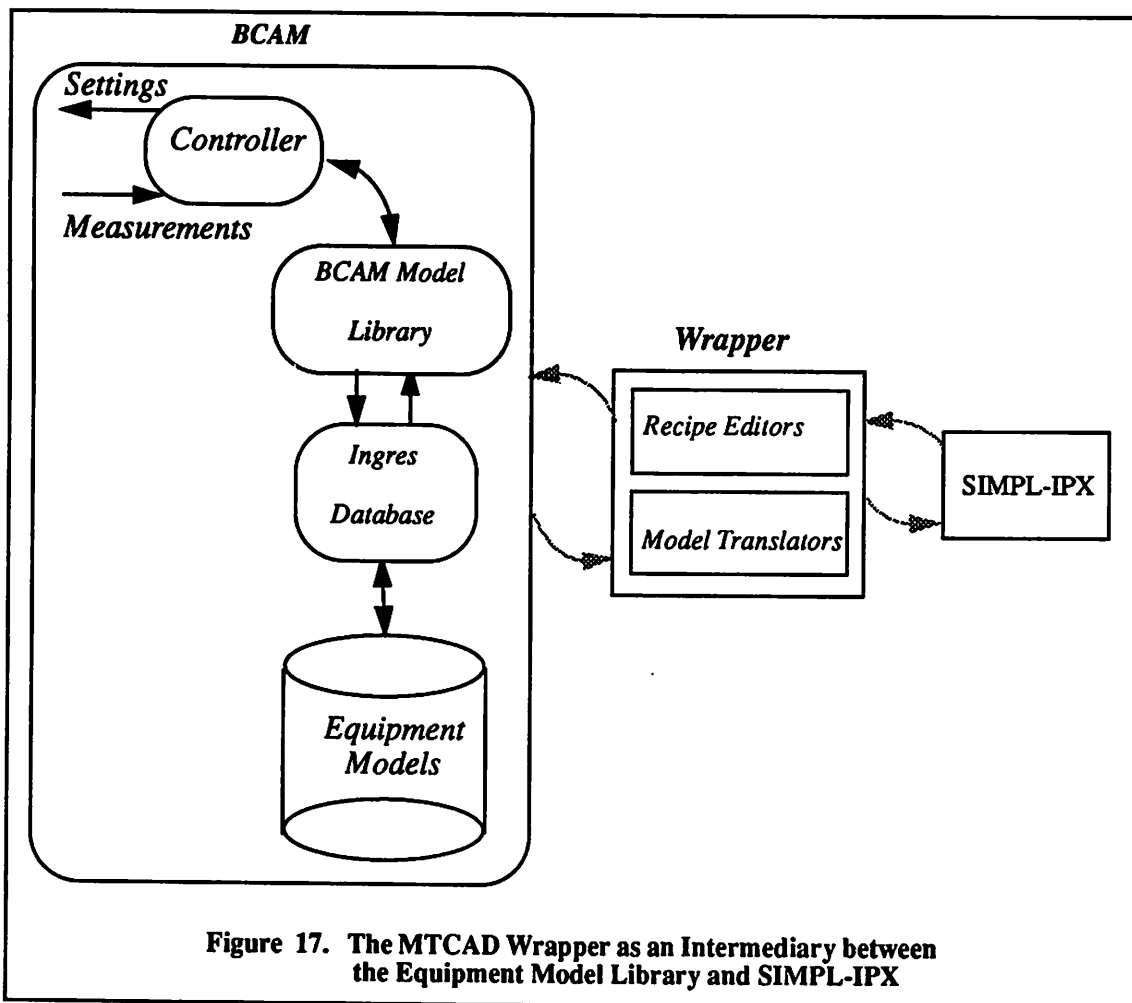 BCAM
Settings
Controller
Measurements
BCAM Model
Library
Ingres
Database
Equipment
Models
Wrapper
Recipe Editors
Model Translators
SIMPL-IPX
Figure 17. The MTCAD Wrapper as an Intermediary between
the Equipment Model Library and SIMPL-IPX